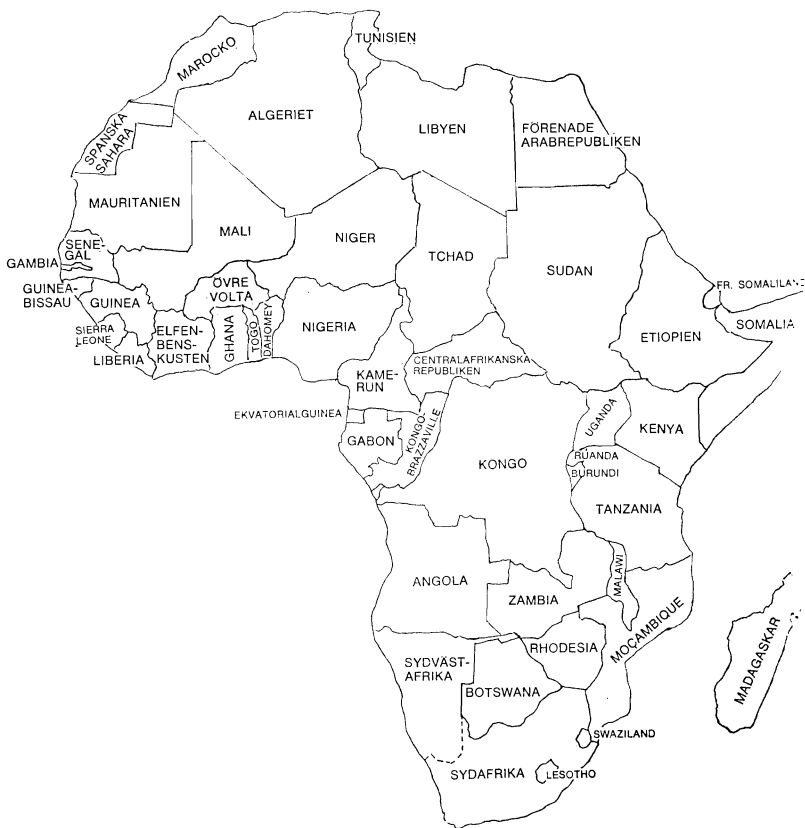 TUNISIEN
MAROCKO
ALGERIET
LIBYEN
FÖRENADE
ARABREPUBLIKEN
SPANSKA
SAHARA
MAURITANIEN
MALI
NIGER
TCHAD
SUDAN
SENE-
GAL
GAMBIA
GUINEA-
BISSAU
GUINEA
SIERRA
LEONE
LIBERIA
ELFEN-
BENS-
KUSTEN
ÖVRE
VOLTA
GHANA
TOGO
DAHOMEY
NIGERIA
FR. SOMALILAND
SOMALIA
ETIOPIEN
CENTRALAFRIKANSKA
REPUBLIKEN
KAME-
RUN
EKVATORIALGUINEA
GABON
KONGO-
BRAZZAVILLE
KONGO
UGANDA
KENYA
RUANDA
BURUNDI
TANZANIA
ANGOLA
ZAMBIA
MALAWI
MOÇAMBIQUE
MADAGASKAR
SYDVÄST-
AFRIKA
RHODESIA
BOTSWANA
SWAZILAND
SYDAFRIKA
LESOTHO